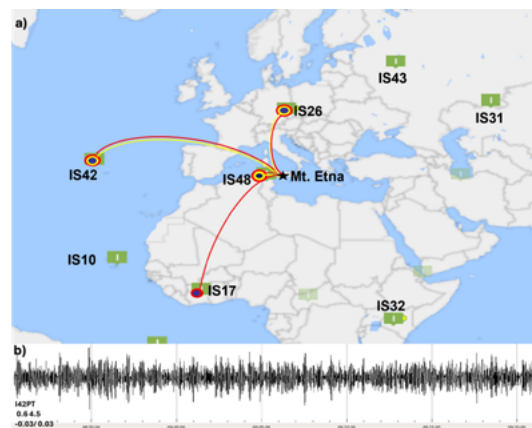 a)
IS43
IS26
IS31
IS42
IS48
Mt. Etna
IS10
IS17
IS32
b)
I42PT
0.6 4.5
-0.03/ 0.03